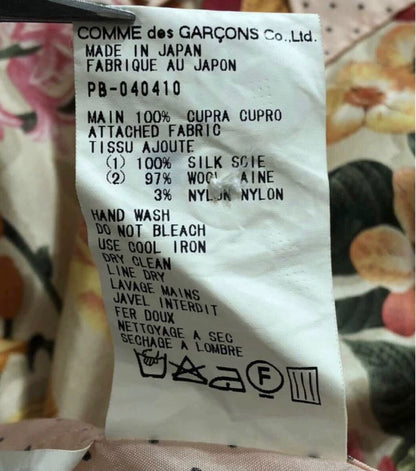 COMME des GARÇONS Co.,Ltd.
MADE IN JAPAN
FABRIQUE AU JAPON
PB-040410
MAIN 100% CUPRA CUPRO
ATTACHED FABRIC
TISSU AJOUTE
(1) 100% SILK SOIE
(2) 97% WOOL LAINE
3% NYLON NYLON
HAND WASH
DO NOT BLEACH
USE COOL IRON
DRY CLEAN
LINE DRY
LAVAGE MAINS
JAVEL INTERDIT
FER DOUX
NETTOYAGE A SEC
SECHAGE A LOMBRE
F